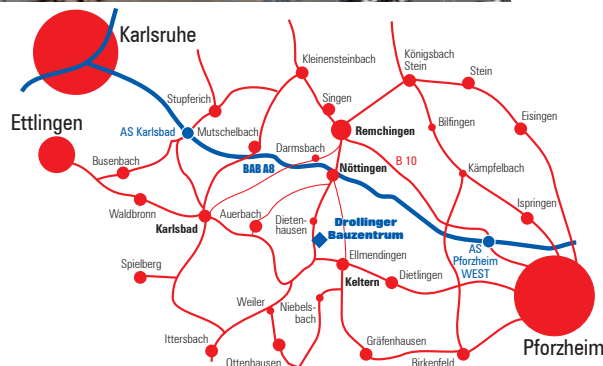 Karlsruhe
Kleinensteinbach
Königsbach
Stein
Stein
Stupferich
Singen
Eisingen
Ettlingen
AS Karlsbad
Mutschelbach
Remchingen
Bilfingen
Darmsbach
Busenbach
BAB A8
Nöttingen
B 10
Kämpfelbach
Waldbronn
Karlsbad
Auerbach
Dieten-
hausen
Drollinger
Bauzentrum
Ispringen
AS
Pforzheim
WEST
Ellmendingen
Spielberg
Keltern
Dietlingen
Weiler
Niebels-
bach
Pforzheim
Ittersbach
Ottenhausen
Gräfenhausen
Birkenfeld